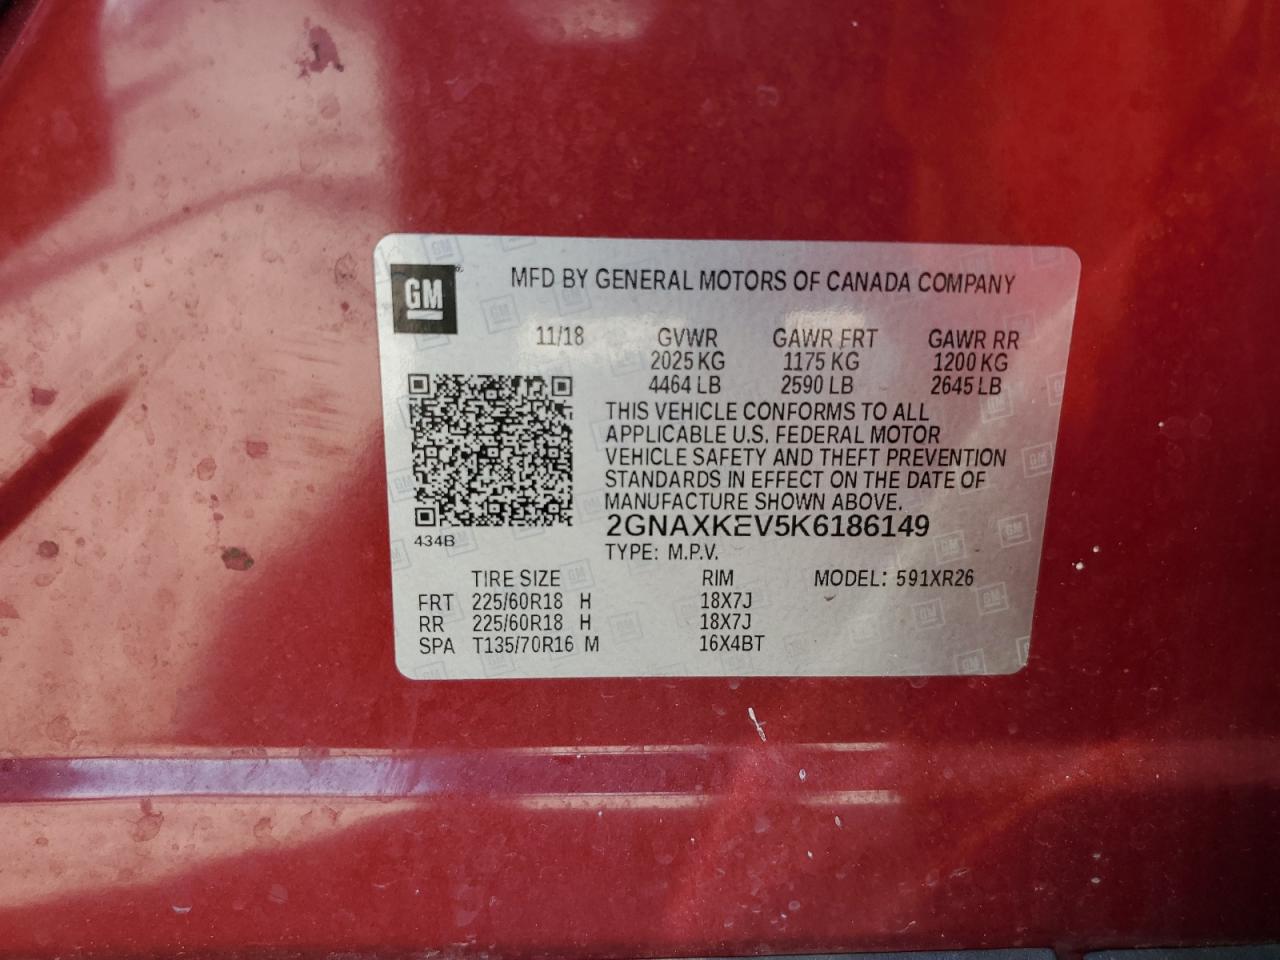 GM
MFD BY GENERAL MOTORS OF CANADA COMPANY
11/18 GVWR GAWR FRT GAWR RR
2025 KG 1175 KG 1200 KG
4464 LB 2590 LB 2645 LB
THIS VEHICLE CONFORMS TO ALL
APPLICABLE U.S. FEDERAL MOTOR
VEHICLE SAFETY AND THEFT PREVENTION
STANDARDS IN EFFECT ON THE DATE OF
MANUFACTURE SHOWN ABOVE.
2GNAXKEV5K6186149
434B
TYPE: M.P.V.
TIRE SIZE RIM MODEL: 591XR26
FRT 225/60R18 H 18X7J
RR 225/60R18 H 18X7J
SPA T135/70R16 M 16X4BT